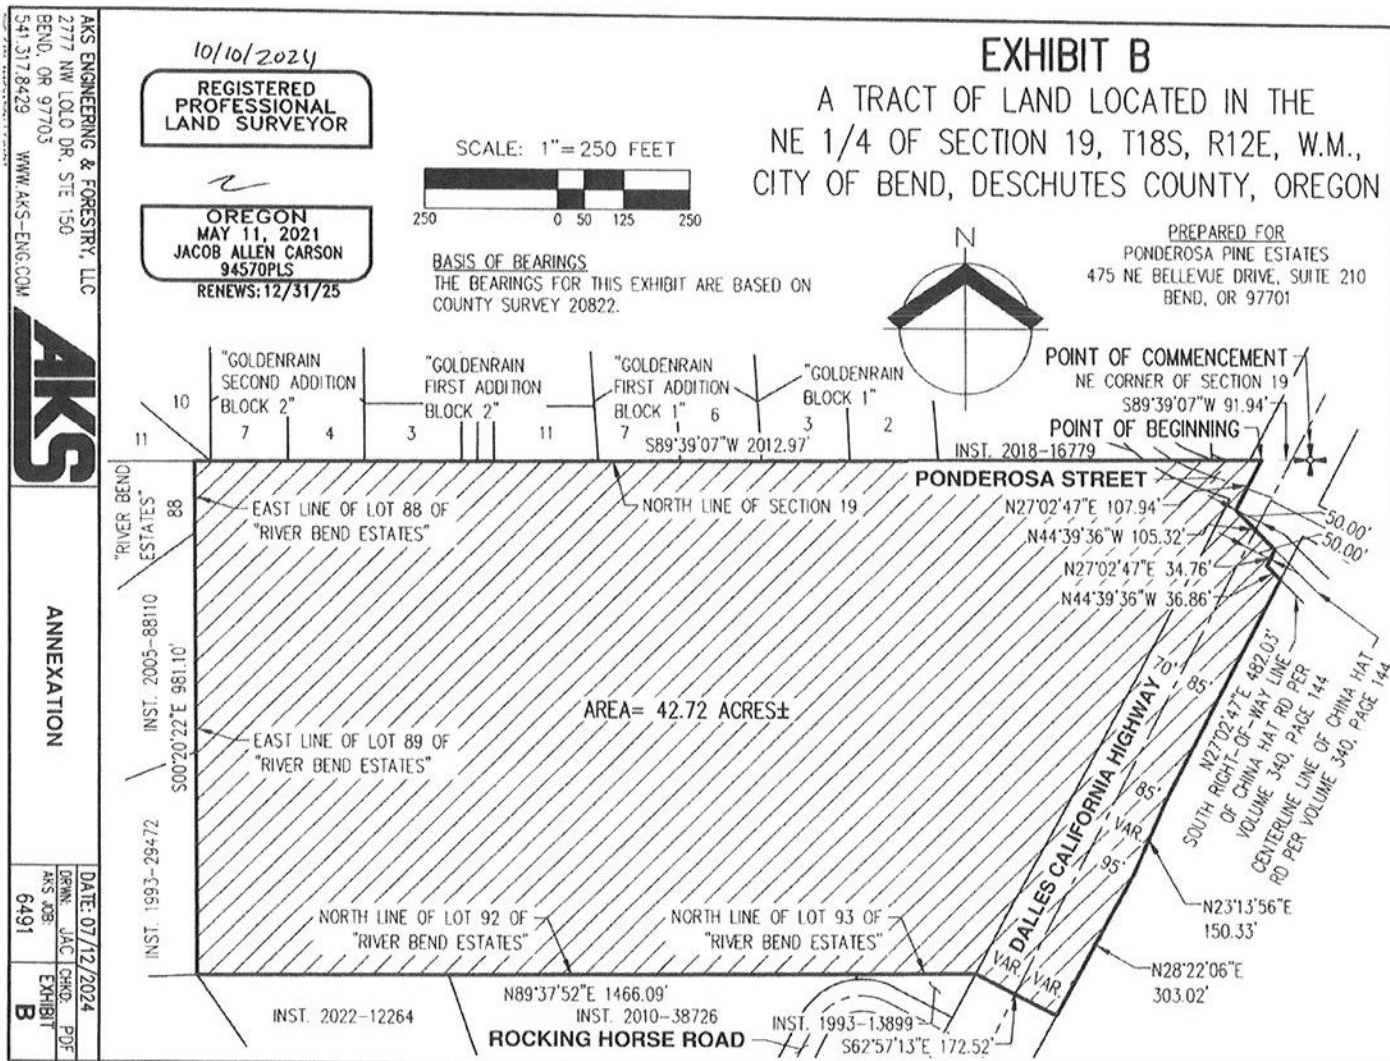 EXHIBIT B
A TRACT OF LAND LOCATED IN THE
NE 1/4 OF SECTION 19, T18S, R12E, W.M.,
CITY OF BEND, DESCHUTES COUNTY, OREGON
10/10/2024
REGISTERED
PROFESSIONAL
LAND SURVEYOR
OREGON
MAY 11, 2021
JACOB ALLEN CARSON
94570PLS
RENEWS: 12/31/25
SCALE: 1"= 250 FEET
250 0 50 125 250
BASIS OF BEARINGS
THE BEARINGS FOR THIS EXHIBIT ARE BASED ON
COUNTY SURVEY 20822.
N
PREPARED FOR
PONDEROSA PINE ESTATES
475 NE BELLEVUE DRIVE, SUITE 210
BEND, OR 97701
POINT OF COMMENCEMENT
NE CORNER OF SECTION 19
S89°39'07"W 91.94'
POINT OF BEGINNING
10
11
"GOLDENRAIN
SECOND ADDITION
BLOCK 2"
7
4
"GOLDENRAIN
FIRST ADDITION
BLOCK 2"
3
11
"GOLDENRAIN
FIRST ADDITION
BLOCK 1"
6
7
"GOLDENRAIN
BLOCK 1"
3
2
S89°39'07"W 2012.97'
INST. 2018-16779
PONDEROSA STREET
NORTH LINE OF SECTION 19
N27°02'47"E 107.94'
N44°39'36"W 105.32'
N27°02'47"E 34.76'
N44°39'36"W 36.86'
50.00'
50.00'
"RIVER BEND
ESTATES"
88
EAST LINE OF LOT 88 OF
"RIVER BEND ESTATES"
INST. 2005-88110
S00°20'22"E 981.10'
EAST LINE OF LOT 89 OF
"RIVER BEND ESTATES"
INST. 1993-29472
AREA= 42.72 ACRES±
DALLES CALIFORNIA HIGHWAY
70'
85'
85'
VAR.
95'
VAR.
VAR.
N27°02'47"E 482.03'
SOUTH RIGHT-OF-WAY LINE
OF CHINA HAT RD PER
VOLUME 340, PAGE 144
CENTERLINE LINE OF CHINA HAT
RD PER VOLUME 340, PAGE 144
N23°13'56"E
150.33'
N28°22'06"E
303.02'
NORTH LINE OF LOT 92 OF
"RIVER BEND ESTATES"
NORTH LINE OF LOT 93 OF
"RIVER BEND ESTATES"
N89°37'52"E 1466.09'
INST. 2022-12264
INST. 2010-38726
ROCKING HORSE ROAD
INST. 1993-13899
S62°57'13"E 172.52'
AKS ENGINEERING & FORESTRY, LLC
2777 NW LOLO DR, STE 150
BEND, OR 97703
541.317.8429 WWW.AKS-ENG.COM
AKS
ANNEXATION
DATE: 07/12/2024
DRWN: JAC CHKD: PDF
AKS JOB:
6491
EXHIBIT
B